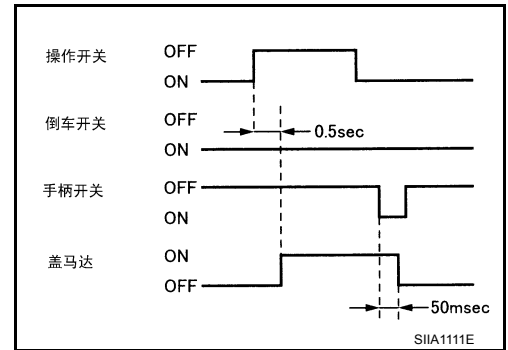 操作开关 OFF
ON
倒车开关 OFF
0.5sec
ON
手柄开关 OFF
ON
盖马达 ON
OFF
50msec
SIIA1111E